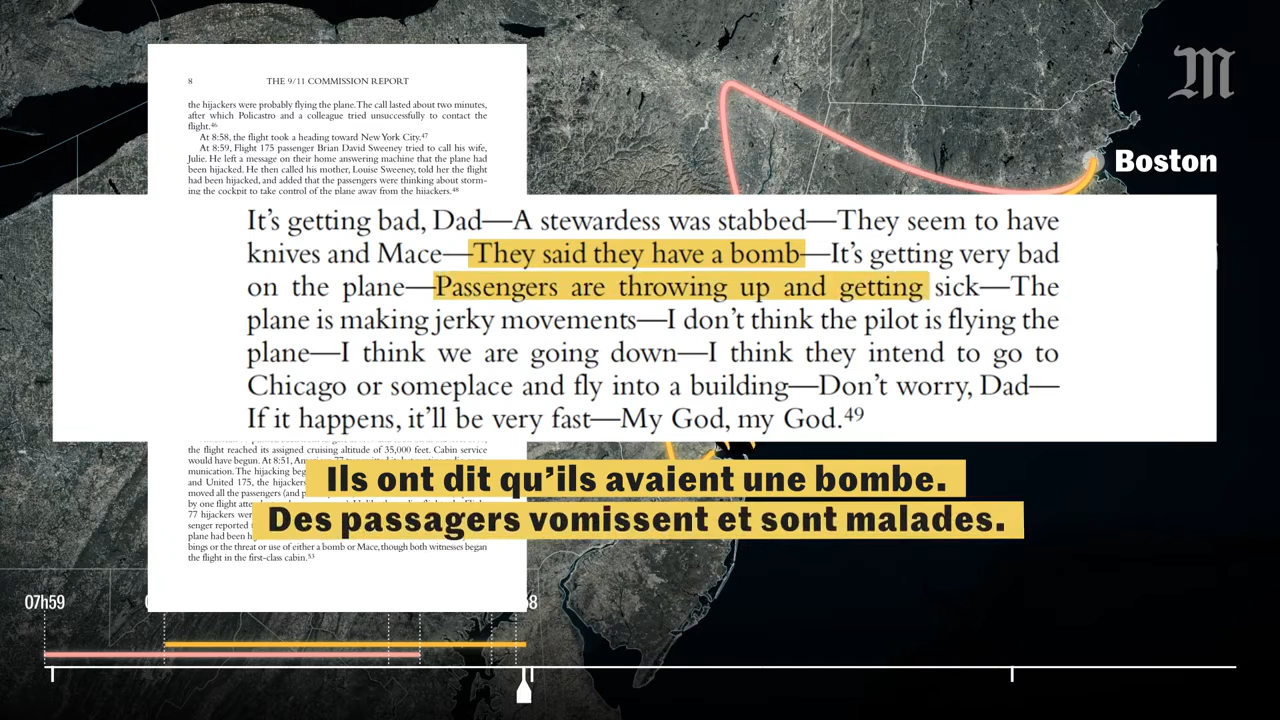 M
8 THE 9/11 COMMISSION REPORT
the hijackers were probably flying the plane. The call lasted about two minutes,
after which Policastro and a colleague tried unsuccessfully to contact the
flight.46
At 8:58, the flight took a heading toward New York City.47
At 8:59, Flight 175 passenger Brian David Sweeney tried to call his wife,
Julie. He left a message on their home answering machine that the plane had
been hijacked. He then called his mother, Louise Sweeney, told her the flight
had been hijacked, and added that the passengers were thinking about storm-
ing the cockpit to take control of the plane away from the hijackers.48
Boston
It's getting bad, Dad—A stewardess was stabbed—They seem to have
knives and Mace—They said they have a bomb—It's getting very bad
on the plane—Passengers are throwing up and getting sick—The
plane is making jerky movements—I don't think the pilot is flying the
plane—I think we are going down—I think they intend to go to
Chicago or someplace and fly into a building—Don't worry, Dad—
If it happens, it'll be very fast—My God, my God.49
the flight reached its assigned cruising altitude of 35,000 feet. Cabin service
would have begun. At 8:51,
munication. The hijacking
and United 175, the hijackers
moved all the passengers (and
by one flight
77 hijackers were
senger reported
plane had been
bings or the threat or use of either a bomb or Mace, though both witnesses began
the flight in the first-class cabin.53
Ils ont dit qu'ils avaient une bombe.
Des passagers vomissent et sont malades.
07h59